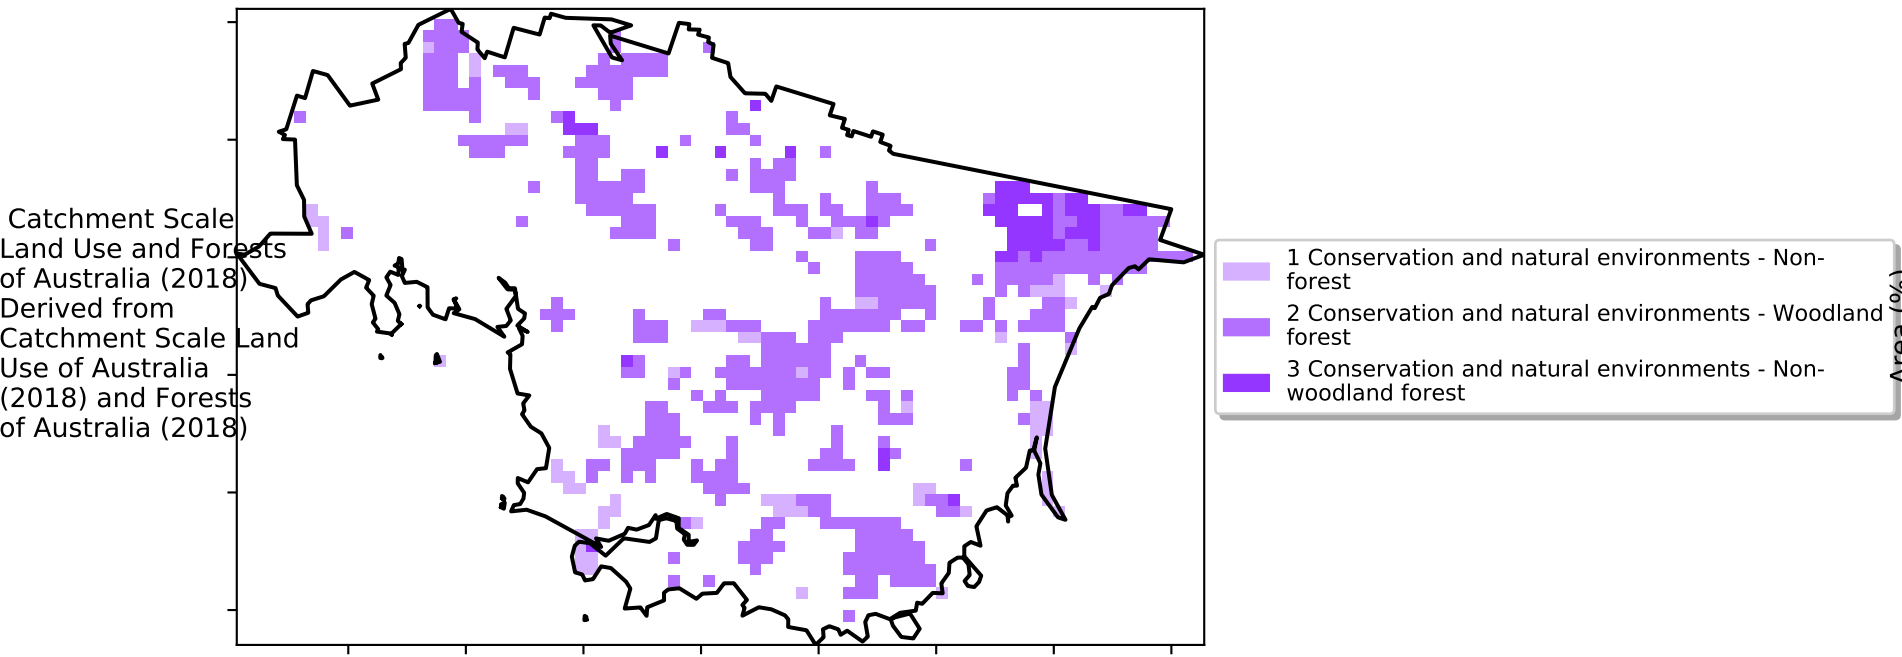 Catchment Scale
Land Use and Forests
of Australia (2018)
Derived from
Catchment Scale Land
Use of Australia
(2018) and Forests
of Australia (2018)
1 Conservation and natural environments - Non-
forest
2 Conservation and natural environments - Woodland
forest
3 Conservation and natural environments - Non-
woodland forest
Area (%)